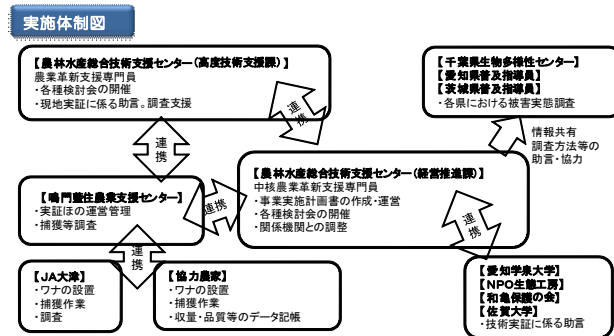 実施体制図
【農林水産総合技術支援センター(高度技術支援課)】
農業革新支援専門員
・各種検討会の開催
・現地実証に係る助言。調査支援
連携
連携
【千葉県生物多様性センター】
【愛知県普及指導員】
【茨城県普及指導員】
・各県における被害実態調査
情報共有
調査方法等の
助言・協力
【鳴門藍住農業支援センター】
・実証ほの運営管理
・捕獲等調査
連携
【農林水産総合技術支援センター(経営推進課)】
中核農業革新支援専門員
・事業実施計画書の作成・運営
・各種検討会の開催
・関係機関との調整
連携
連携
【JA大津】
・ワナの設置
・捕獲作業
・調査
【協力農家】
・ワナの設置
・捕獲作業
・収量・品質等のデータ記帳
【愛知学泉大学】
【NPO生態工房】
【和亀保護の会】
【佐賀大学】
・技術実証に係る助言